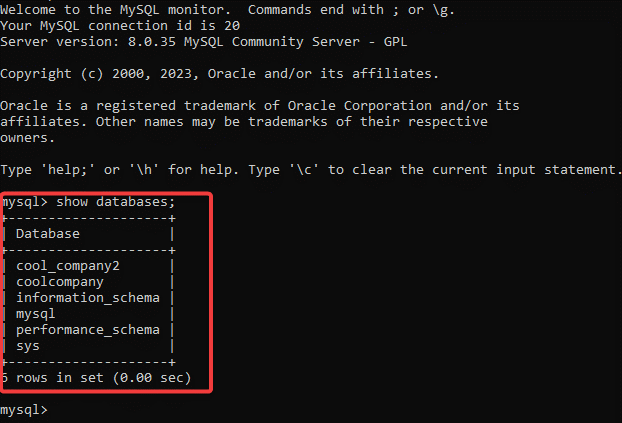 Welcome to the MySQL monitor.  Commands end with ; or \g.
Your MySQL connection id is 20
Server version: 8.0.35 MySQL Community Server - GPL
Copyright (c) 2000, 2023, Oracle and/or its affiliates.
Oracle is a registered trademark of Oracle Corporation and/or its
affiliates. Other names may be trademarks of their respective
owners.
Type 'help;' or '\h' for help. Type '\c' to clear the current input statement.
mysql> show databases;
+--------------------+
| Database           |
+--------------------+
| cool_company2      |
| coolcompany        |
| information_schema |
| mysql              |
| performance_schema |
| sys                |
+--------------------+
6 rows in set (0.00 sec)
mysql>